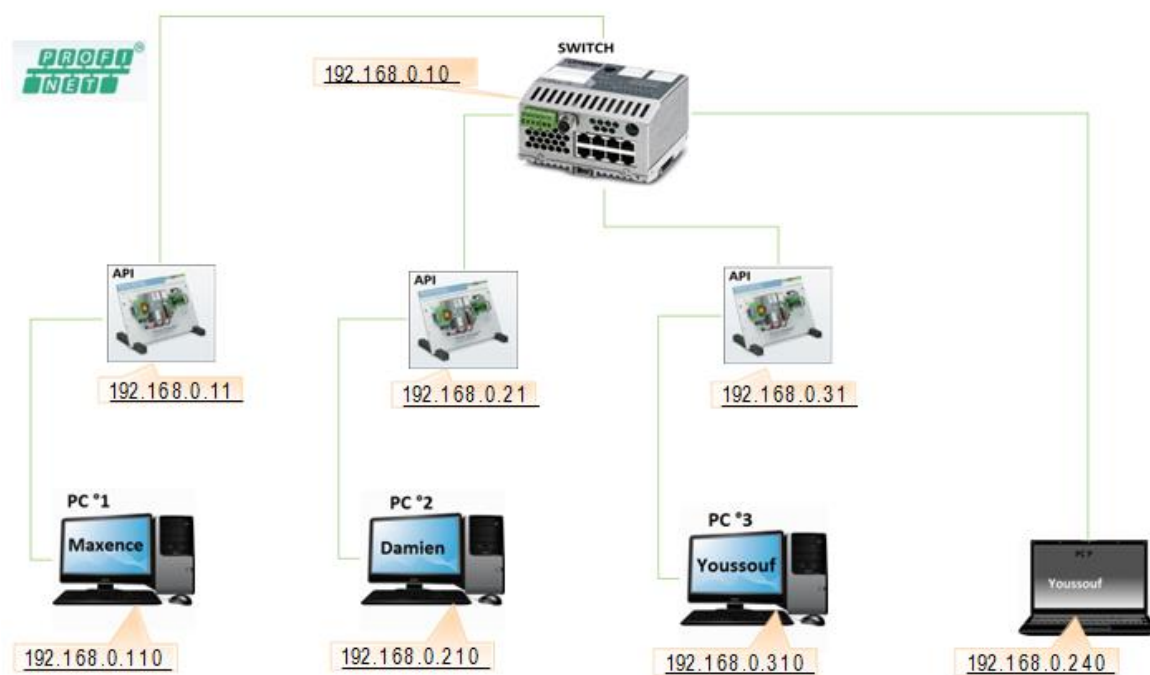 PROFI
NET
SWITCH
192.168.0.10
API
API
API
192.168.0.11
192.168.0.21
192.168.0.31
PC °1
PC °2
PC °3
Maxence
Damien
Youssouf
Youssouf
192.168.0.110
192.168.0.210
192.168.0.310
192.168.0.240